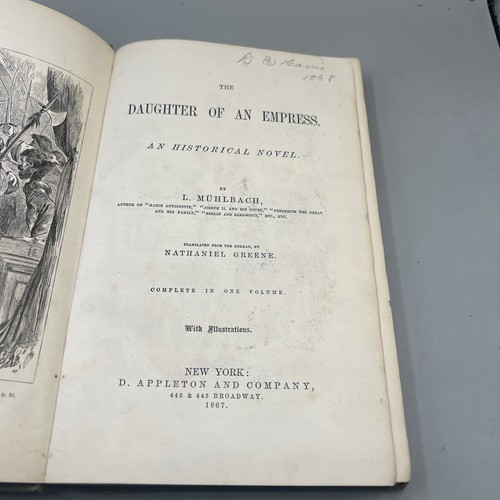 1868
THE
DAUGHTER OF AN EMPRESS.
AN HISTORICAL NOVEL.
BY
L. MÜHLBACH,
AUTHOR OF "MARIE ANTOINETTE," "JOSEPH II. AND HIS COURT," "FREDERICK THE GREAT
AND HIS FAMILY," "BERLIN AND SANS-SOUCI," ETC., ETC.
TRANSLATED FROM THE GERMAN, BY
NATHANIEL GREENE.
COMPLETE IN ONE VOLUME.
With Illustrations.
NEW YORK:
D. APPLETON AND COMPANY,
443 & 445 BROADWAY.
1867.